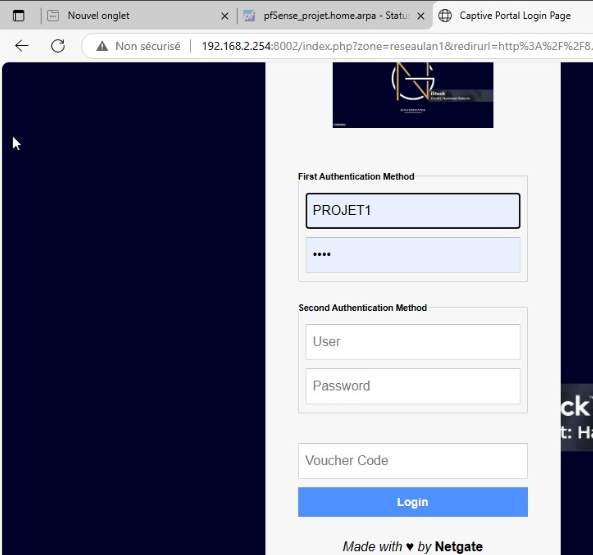 Nouvel onglet
pfSense_projet.home.arpa - Status
Captive Portal Login Page
Non sécurisé
192.168.2.254:8002/index.php?zone=reseaulan1&redirurl=http%3A%2F%2F8.
iStock
First Authentication Method
PROJET1
••••
Second Authentication Method
User
Password
Voucher Code
Login
ck
t: Ha
Made with ♥ by Netgate